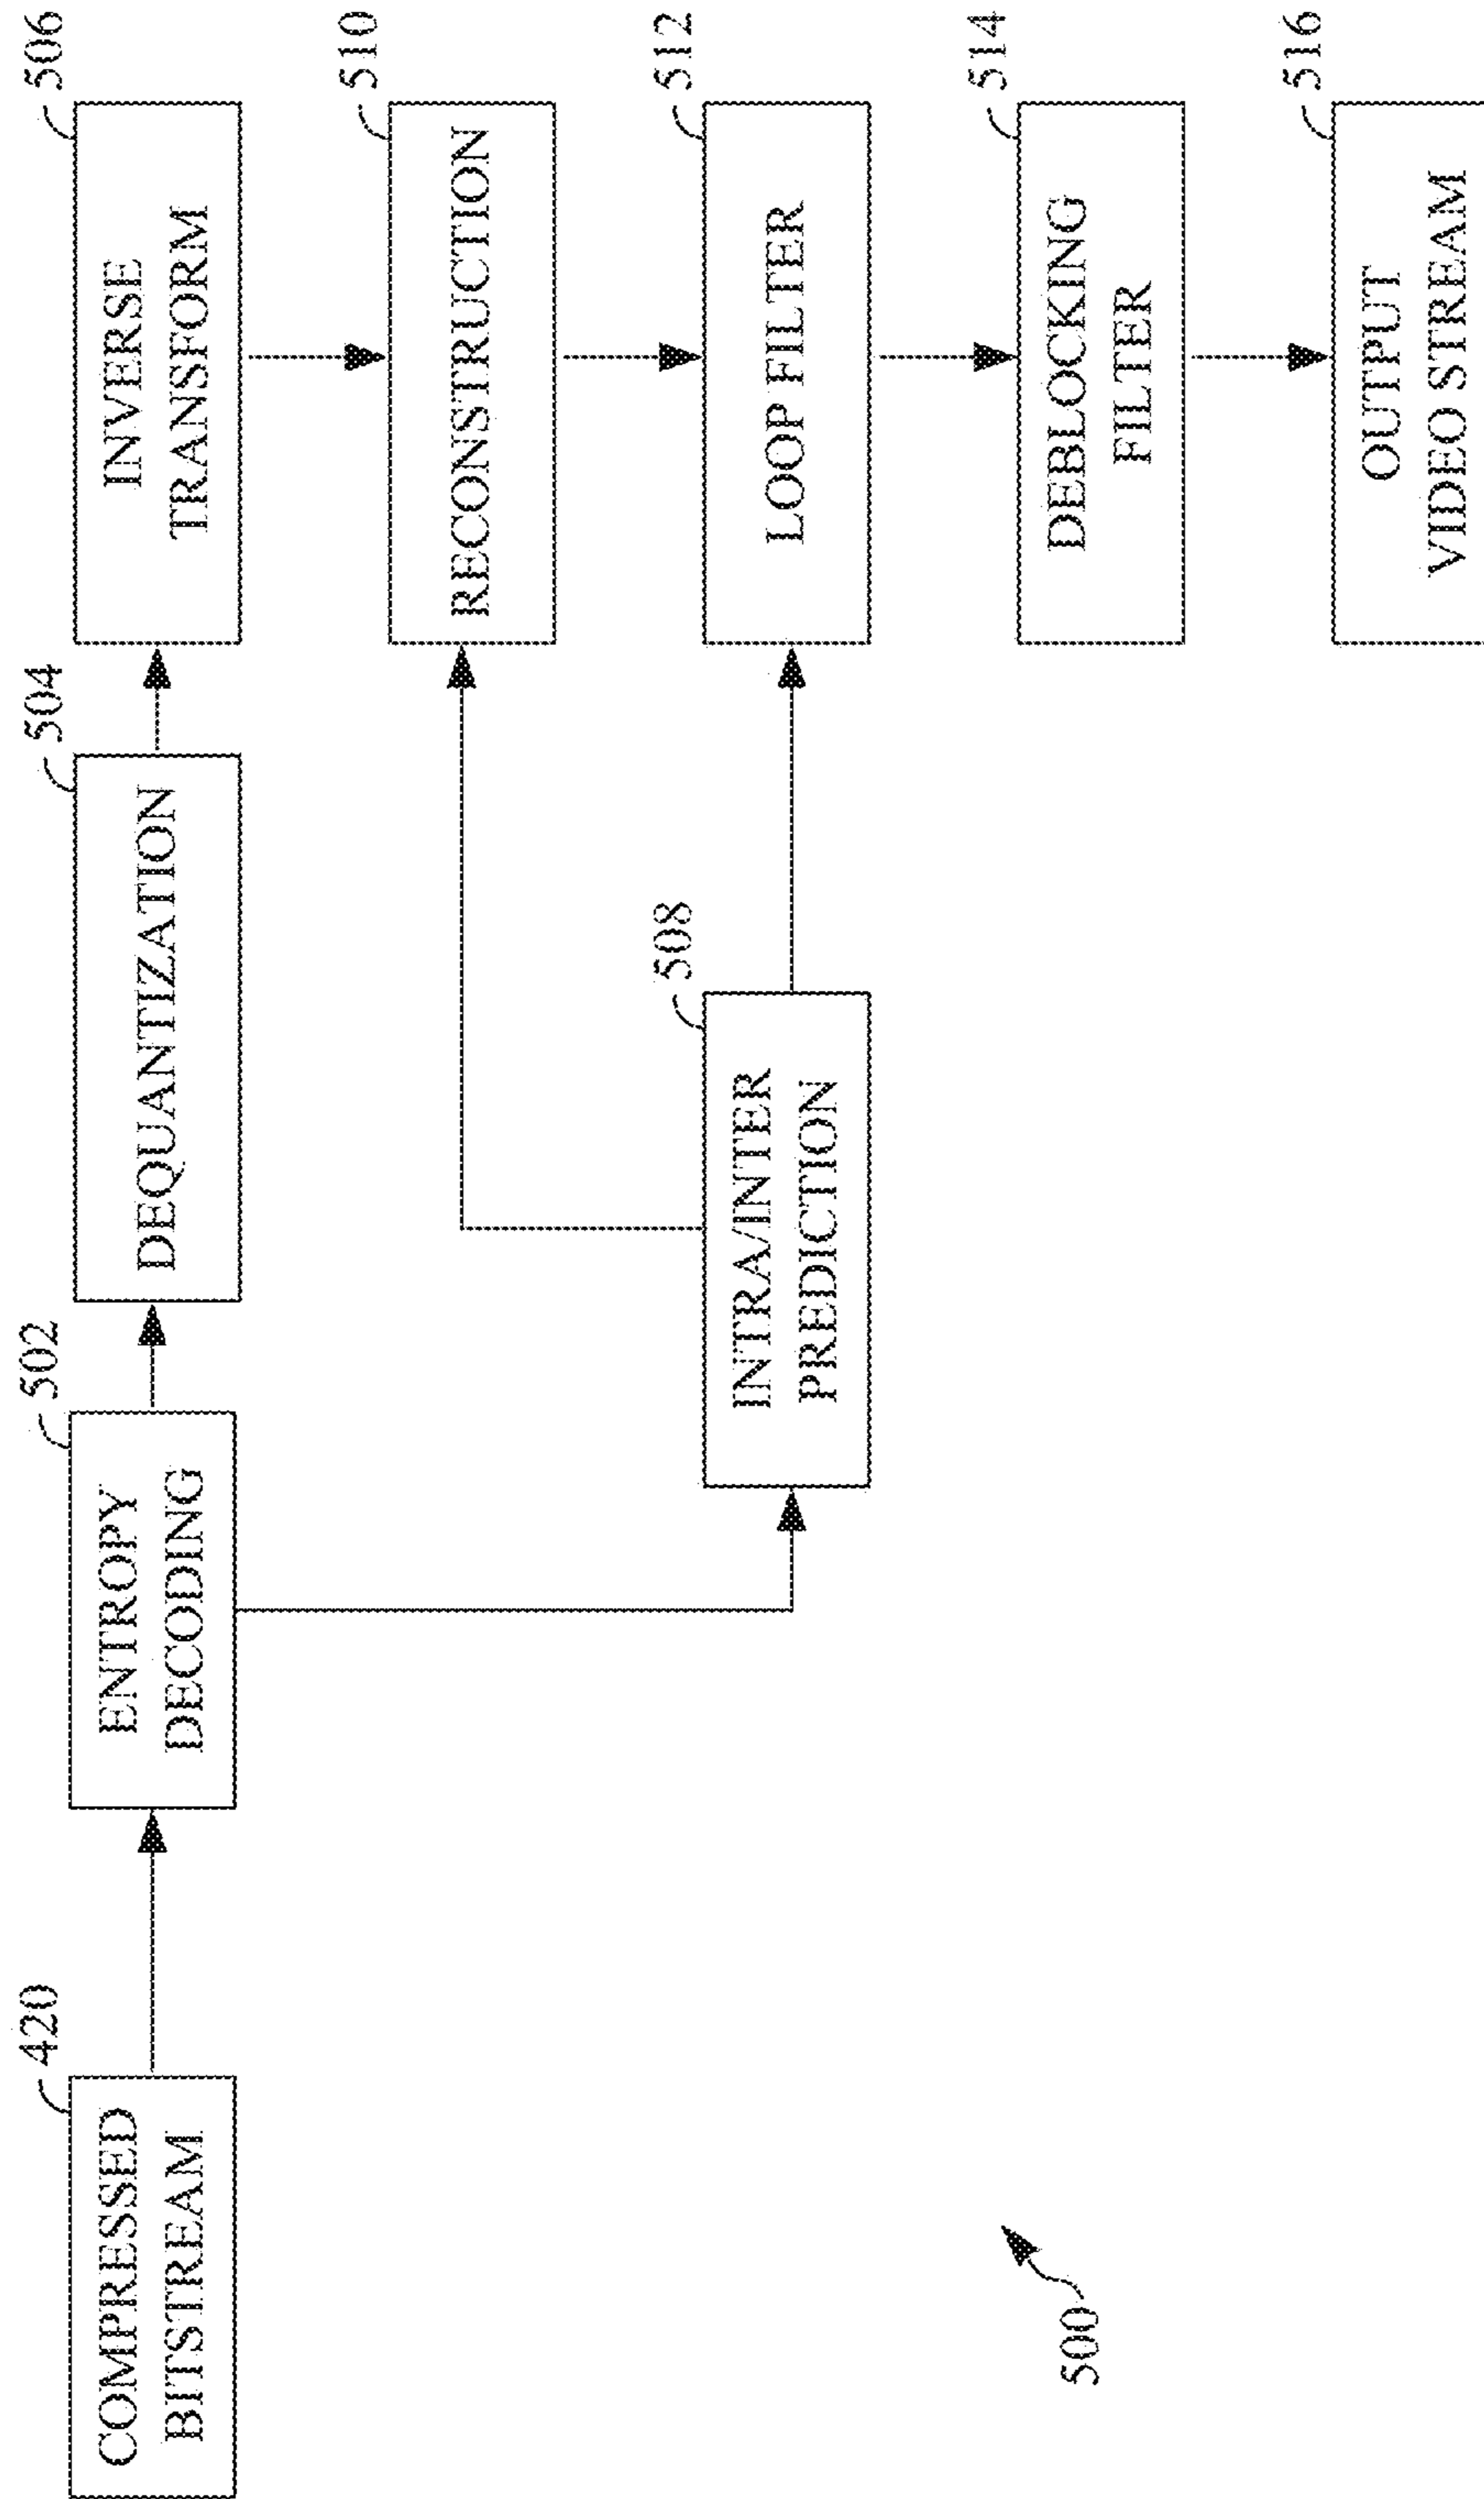 420
COMPRESSED
BITSTREAM
502
ENTROPY
DECODING
504
DEQUANTIZATION
506
INVERSE
TRANSFORM
508
INTRA/INTER
PREDICTION
510
RECONSTRUCTION
512
LOOP FILTER
514
DEBLOCKING
FILTER
516
OUTPUT
VIDEO STREAM
500